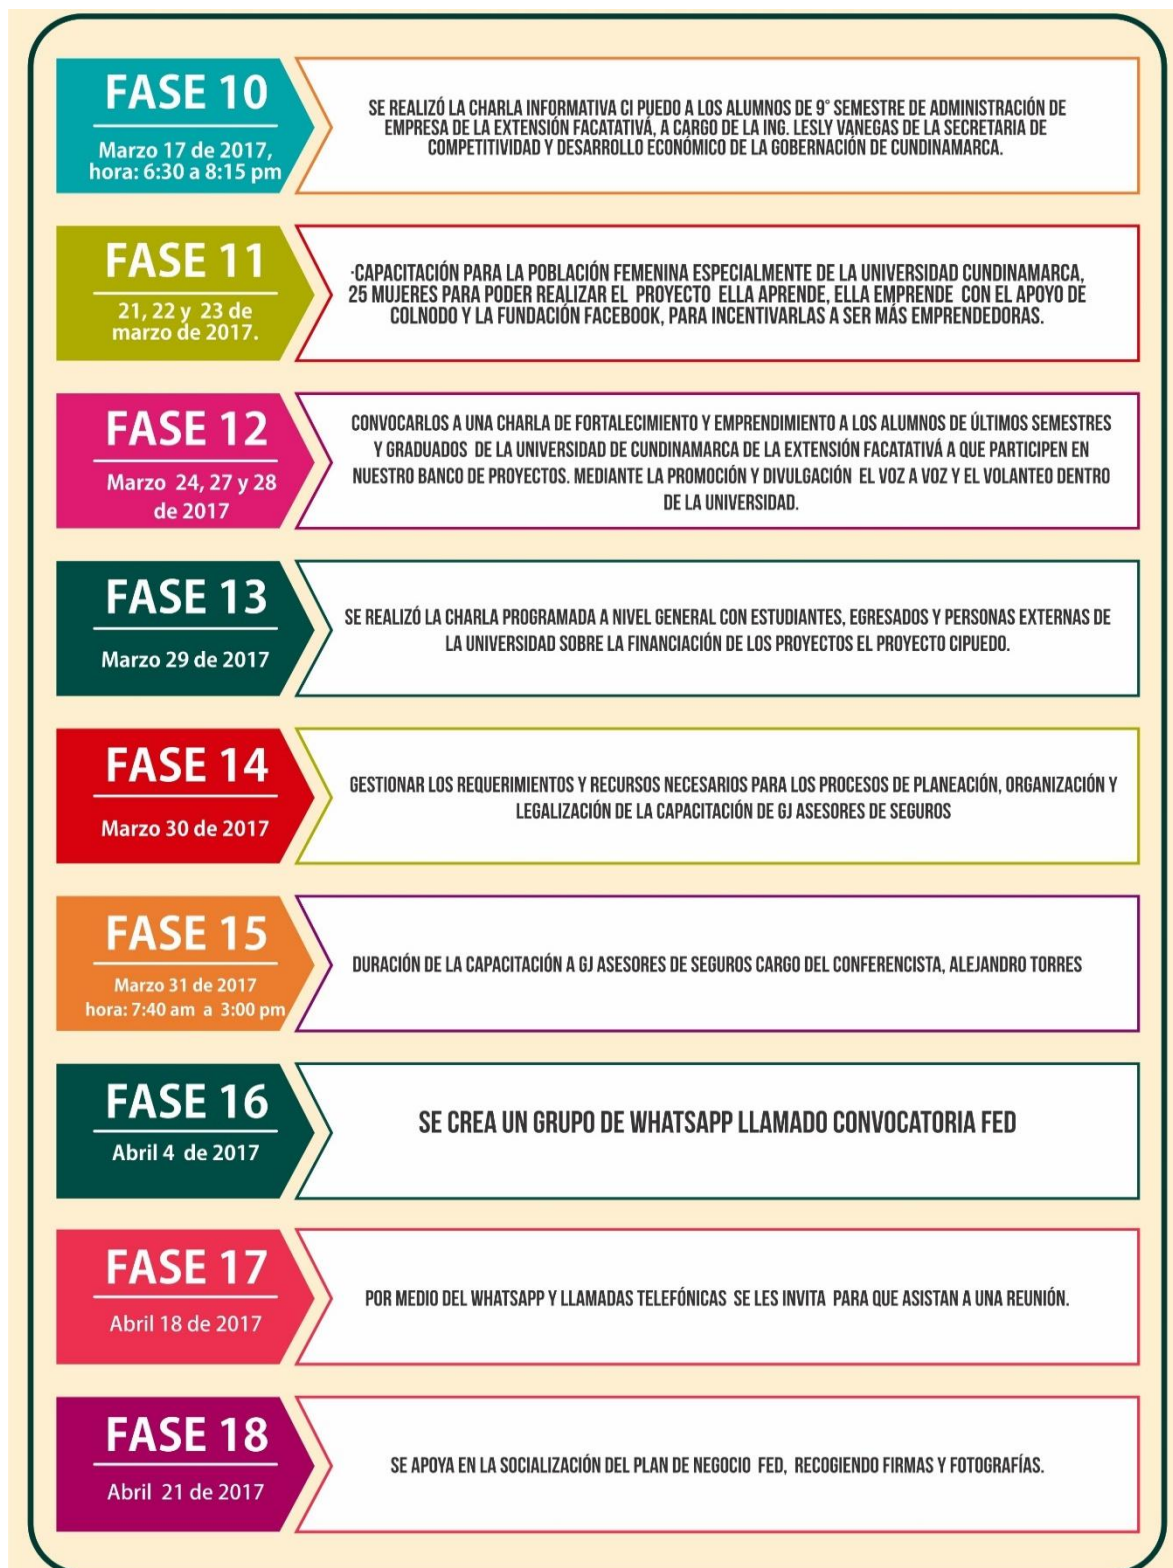 FASE 10
Marzo 17 de 2017,
hora: 6:30 a 8:15 pm
SE REALIZÓ LA CHARLA INFORMATIVA CI PUEDO A LOS ALUMNOS DE 9° SEMESTRE DE ADMINISTRACIÓN DE
EMPRESA DE LA EXTENSIÓN FACATATIVÁ, A CARGO DE LA ING. LESLY VANEGAS DE LA SECRETARIA DE
COMPETITIVIDAD Y DESARROLLO ECONÓMICO DE LA GOBERNACIÓN DE CUNDINAMARCA.
FASE 11
21, 22 y 23 de
marzo de 2017.
·CAPACITACIÓN PARA LA POBLACIÓN FEMENINA ESPECIALMENTE DE LA UNIVERSIDAD CUNDINAMARCA,
25 MUJERES PARA PODER REALIZAR EL PROYECTO ELLA APRENDE, ELLA EMPRENDE CON EL APOYO DE
COLNODO Y LA FUNDACIÓN FACEBOOK, PARA INCENTIVARLAS A SER MÁS EMPRENDEDORAS.
FASE 12
Marzo 24, 27 y 28
de 2017
CONVOCARLOS A UNA CHARLA DE FORTALECIMIENTO Y EMPRENDIMIENTO A LOS ALUMNOS DE ÚLTIMOS SEMESTRES
Y GRADUADOS DE LA UNIVERSIDAD DE CUNDINAMARCA DE LA EXTENSIÓN FACATATIVÁ A QUE PARTICIPEN EN
NUESTRO BANCO DE PROYECTOS. MEDIANTE LA PROMOCIÓN Y DIVULGACIÓN EL VOZ A VOZ Y EL VOLANTEO DENTRO
DE LA UNIVERSIDAD.
FASE 13
Marzo 29 de 2017
SE REALIZÓ LA CHARLA PROGRAMADA A NIVEL GENERAL CON ESTUDIANTES, EGRESADOS Y PERSONAS EXTERNAS DE
LA UNIVERSIDAD SOBRE LA FINANCIACIÓN DE LOS PROYECTOS EL PROYECTO CIPUEDO.
FASE 14
Marzo 30 de 2017
GESTIONAR LOS REQUERIMIENTOS Y RECURSOS NECESARIOS PARA LOS PROCESOS DE PLANEACIÓN, ORGANIZACIÓN Y
LEGALIZACIÓN DE LA CAPACITACIÓN DE GJ ASESORES DE SEGUROS
FASE 15
Marzo 31 de 2017
hora: 7:40 am a 3:00 pm
DURACIÓN DE LA CAPACITACIÓN A GJ ASESORES DE SEGUROS CARGO DEL CONFERENCISTA, ALEJANDRO TORRES
FASE 16
Abril 4 de 2017
SE CREA UN GRUPO DE WHATSAPP LLAMADO CONVOCATORIA FED
FASE 17
Abril 18 de 2017
POR MEDIO DEL WHATSAPP Y LLAMADAS TELEFÓNICAS SE LES INVITA PARA QUE ASISTAN A UNA REUNIÓN.
FASE 18
Abril 21 de 2017
SE APOYA EN LA SOCIALIZACIÓN DEL PLAN DE NEGOCIO FED, RECOGIENDO FIRMAS Y FOTOGRAFÍAS.